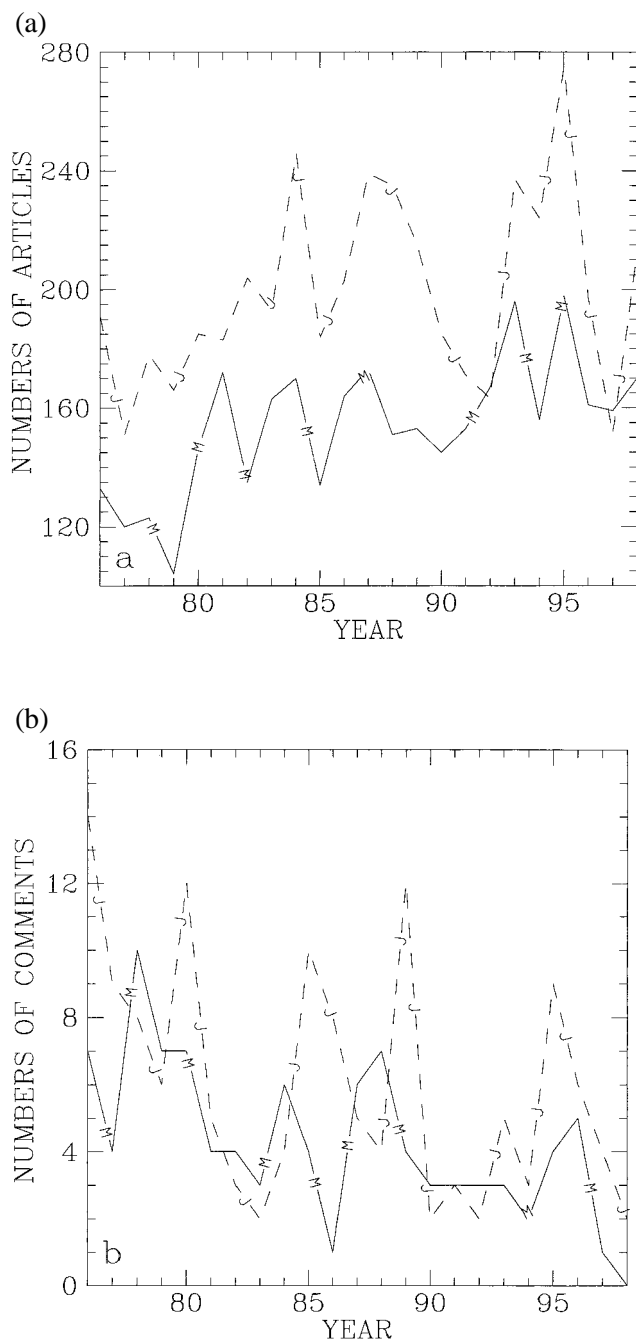 (a)
280
240
200
160
120
NUMBERS OF ARTICLES
a
80 85 90 95
YEAR
J J J J J J J J J J
M M M M M M M M
(b)
16
12
8
4
0
NUMBERS OF COMMENTS
b
80 85 90 95
YEAR